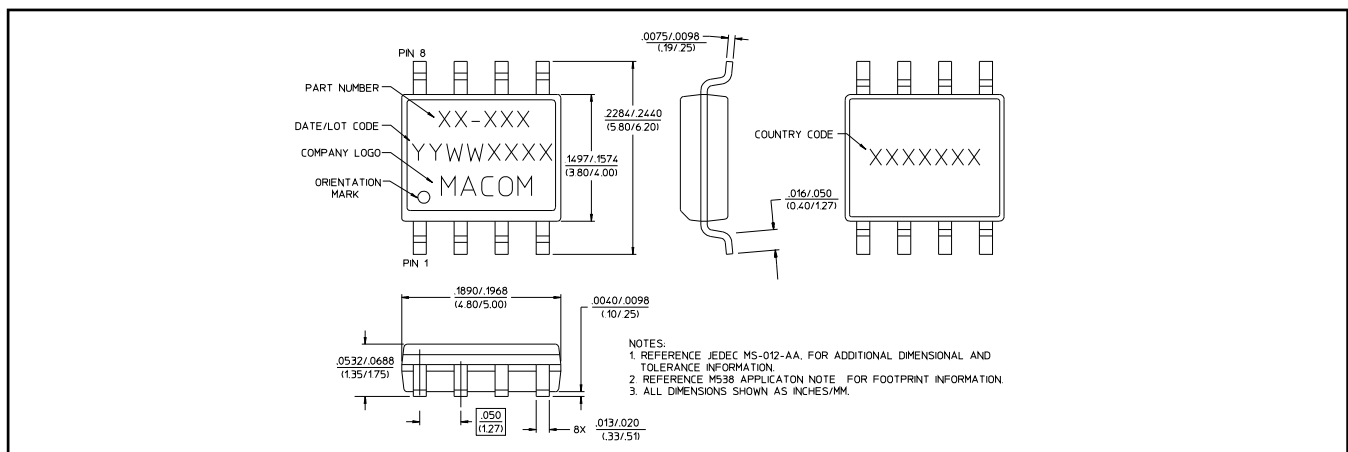 PIN 8
PART NUMBER
XX-XXX
DATE/LOT CODE
YYWWXXXX
COMPANY LOGO
MACOM
ORIENTATION
MARK
PIN 1
.2284/.2440
(5.80/6.20)
.1497/.1574
(3.80/4.00)
.0075/.0098
(.19/.25)
.016/.050
(0.40/1.27)
COUNTRY CODE
XXXXXXX
.1890/.1968
(4.80/5.00)
.0040/.0098
(.10/.25)
.0532/.0688
(1.35/1.75)
.050
(1.27)
8X .013/.020
(.33/.51)
NOTES:
1. REFERENCE JEDEC MS-012-AA, FOR ADDITIONAL DIMENSIONAL AND
TOLERANCE INFORMATION.
2. REFERENCE M538 APPLICATON NOTE FOR FOOTPRINT INFORMATION.
3. ALL DIMENSIONS SHOWN AS INCHES/MM.